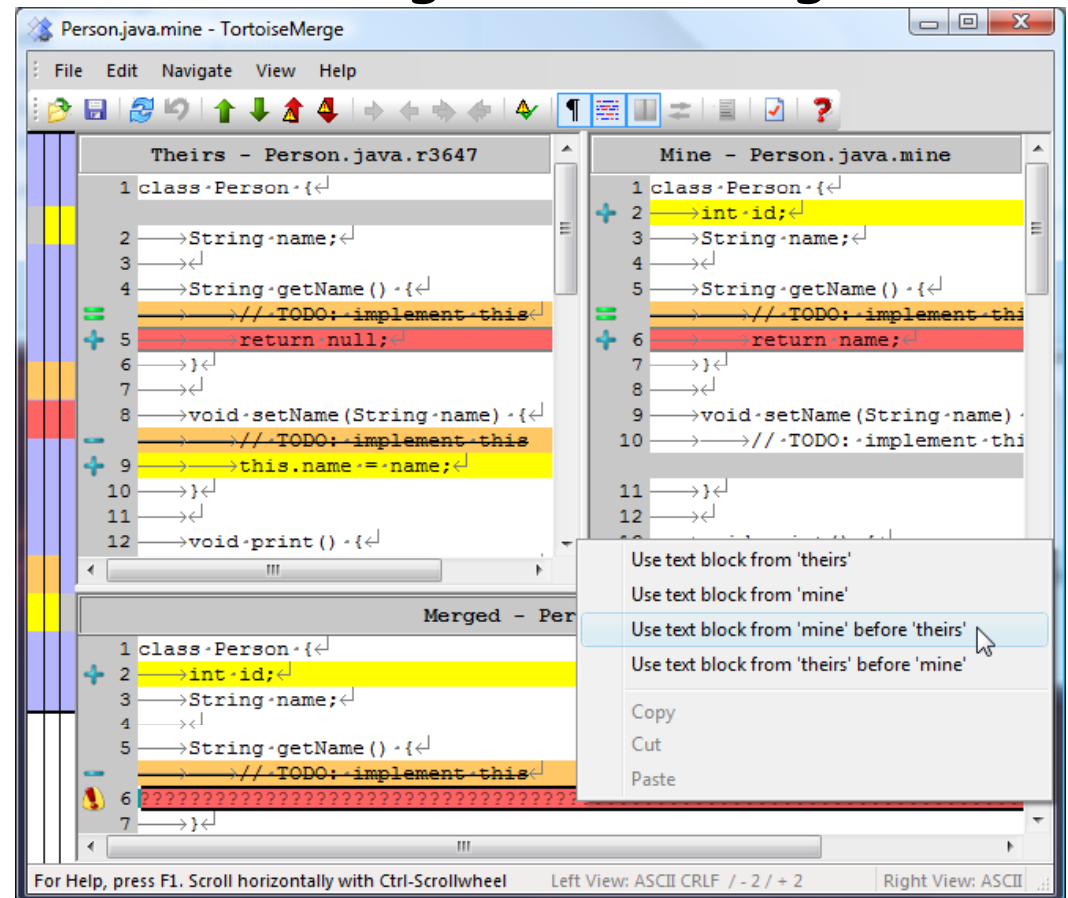 Person.java.mine - TortoiseMerge
File Edit Navigate View Help
Theirs - Person.java.r3647
1 class·Person·{↵
2 ⟶String·name;↵
3 ⟶↵
4 ⟶String·getName()·{↵
⟶⟶//·TODO:·implement·this↵
5 ⟶⟶return·null;↵
6 ⟶}↵
7 ⟶↵
8 ⟶void·setName(String·name)·{↵
⟶⟶//·TODO:·implement·this
9 ⟶⟶this.name·=·name;↵
10 ⟶}↵
11 ⟶↵
12 ⟶void·print()·{↵
Mine - Person.java.mine
1 class·Person·{↵
2 ⟶int·id;↵
3 ⟶String·name;↵
4 ⟶↵
5 ⟶String·getName()·{↵
⟶⟶//·TODO:·implement·thi
6 ⟶⟶return·name;↵
7 ⟶}↵
8 ⟶↵
9 ⟶void·setName(String·name)·
10 ⟶⟶//·TODO:·implement·thi
11 ⟶}↵
12 ⟶↵
Use text block from 'theirs'
Use text block from 'mine'
Use text block from 'mine' before 'theirs'
Use text block from 'theirs' before 'mine'
Copy
Cut
Paste
Merged - Per
1 class·Person·{↵
2 ⟶int·id;↵
3 ⟶String·name;↵
4 ⟶↵
5 ⟶String·getName()·{↵
⟶⟶//·TODO:·implement·this↵
6 ???????????????????????????????????
7 ⟶}↵
For Help, press F1. Scroll horizontally with Ctrl-Scrollwheel Left View: ASCII CRLF / - 2 / + 2 Right View: ASCII